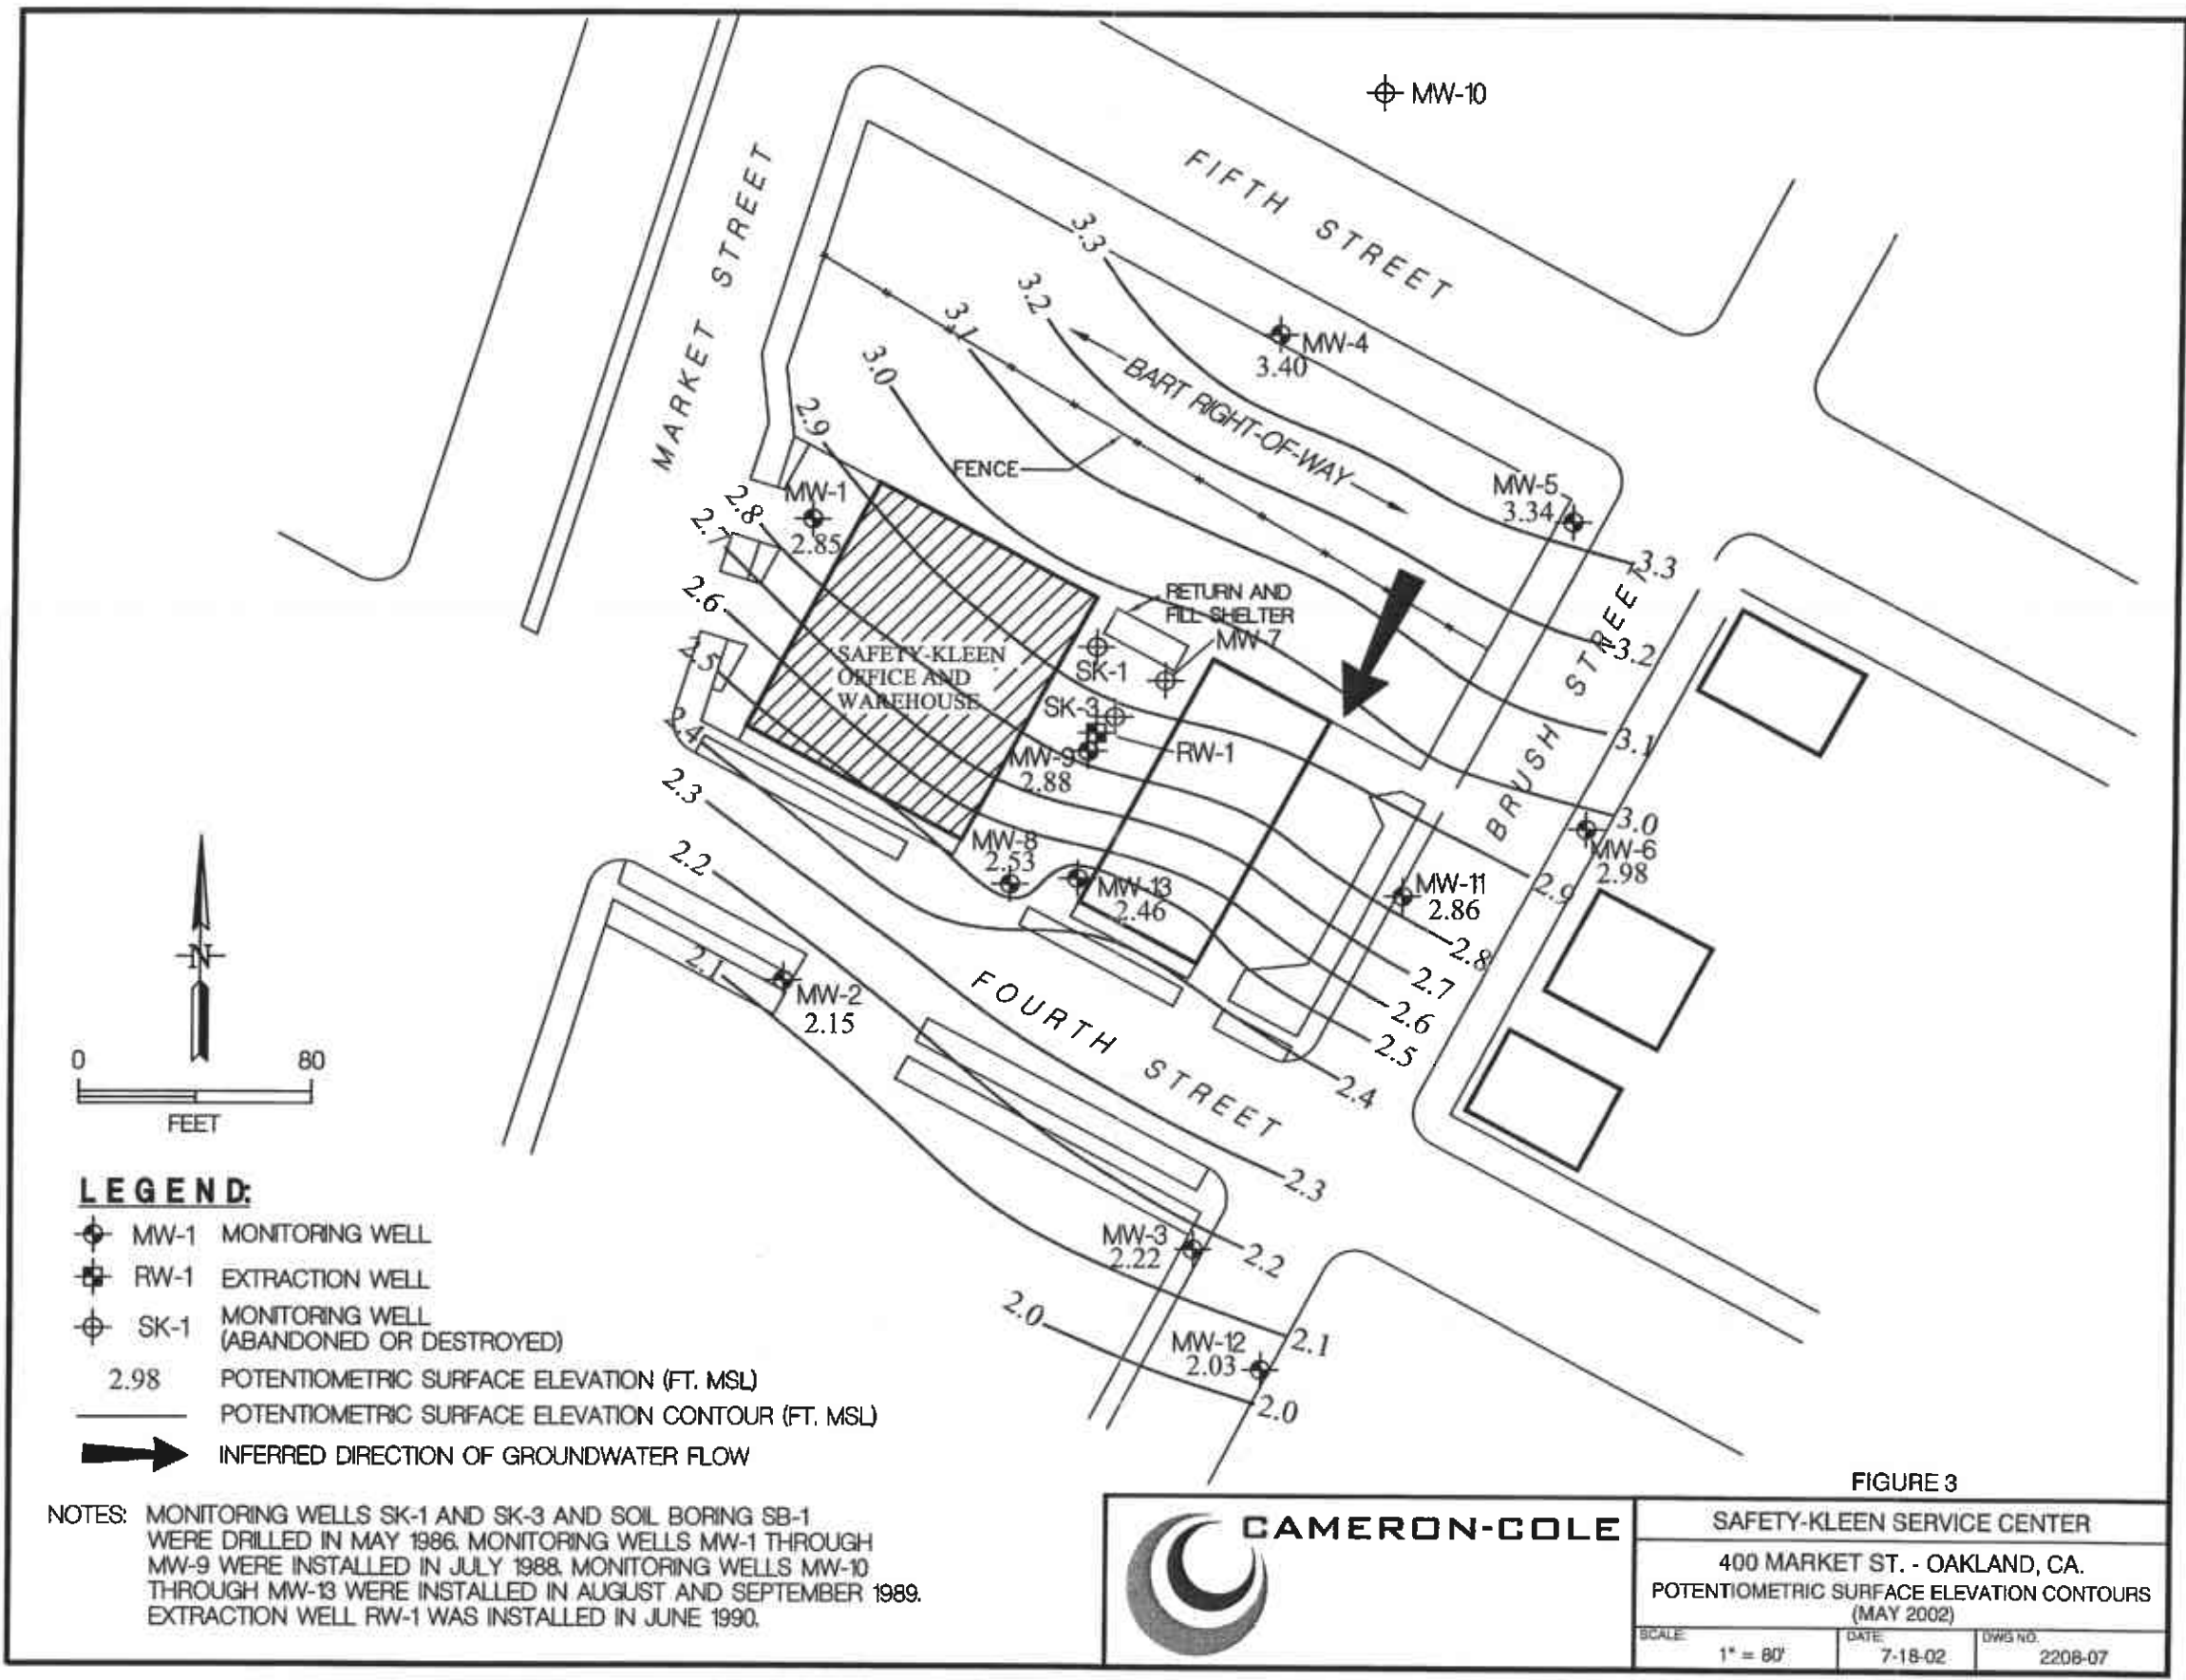 MW-10
FIFTH STREET
MARKET STREET
3.3
3.2
3.1
3.0
2.9
MW-4
3.40
BART RIGHT-OF-WAY
FENCE
MW-5
3.34
MW-1
2.85
2.8
2.7
2.6
2.5
2.4
2.3
2.2
2.1
RETURN AND
FILL SHELTER
MW-7
SK-1
SAFETY-KLEEN
OFFICE AND
WAREHOUSE
SK-3
RW-1
MW-9
2.88
MW-8
2.53
MW-13
2.46
BRUSH STREET
3.3
3.2
3.1
3.0
MW-6
2.98
2.9
MW-11
2.86
2.8
2.7
2.6
2.5
2.4
2.3
2.2
2.1
2.0
MW-2
2.15
FOURTH STREET
MW-3
2.22
2.0
MW-12
2.03
N
0 80
FEET
LEGEND:
MW-1 MONITORING WELL
RW-1 EXTRACTION WELL
SK-1 MONITORING WELL
(ABANDONED OR DESTROYED)
2.98 POTENTIOMETRIC SURFACE ELEVATION (FT. MSL)
POTENTIOMETRIC SURFACE ELEVATION CONTOUR (FT. MSL)
INFERRED DIRECTION OF GROUNDWATER FLOW
NOTES: MONITORING WELLS SK-1 AND SK-3 AND SOIL BORING SB-1
WERE DRILLED IN MAY 1986. MONITORING WELLS MW-1 THROUGH
MW-9 WERE INSTALLED IN JULY 1988. MONITORING WELLS MW-10
THROUGH MW-13 WERE INSTALLED IN AUGUST AND SEPTEMBER 1989.
EXTRACTION WELL RW-1 WAS INSTALLED IN JUNE 1990.
CAMERON-COLE
FIGURE 3
SAFETY-KLEEN SERVICE CENTER
400 MARKET ST. - OAKLAND, CA.
POTENTIOMETRIC SURFACE ELEVATION CONTOURS
(MAY 2002)
SCALE: 1" = 80'
DATE: 7-18-02
DWG NO. 2208-07